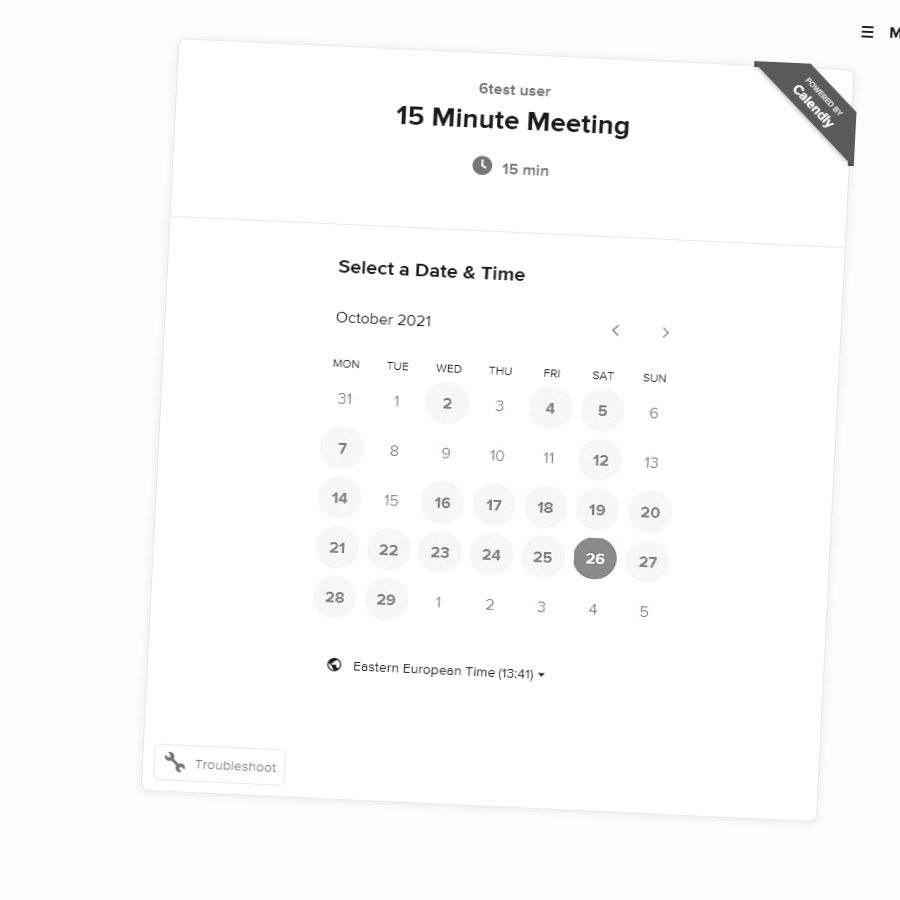 ☰ M
POWERED BY
Calendly
6test user
15 Minute Meeting
15 min
Select a Date & Time
October 2021
MON TUE WED THU FRI SAT SUN
31 1 2 3 4 5 6
7 8 9 10 11 12 13
14 15 16 17 18 19 20
21 22 23 24 25 26 27
28 29 1 2 3 4 5
Eastern European Time (13:41)
Troubleshoot